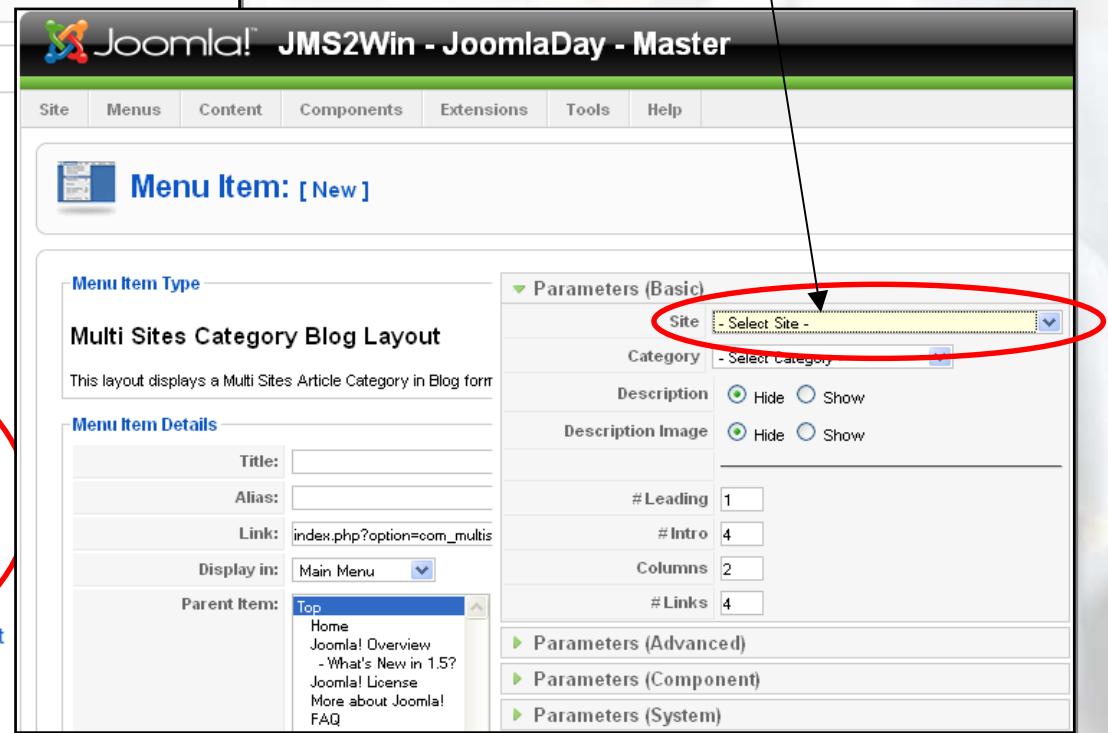 Joomla!™ JMS2Win - JoomlaDay - Master
Site Menus Content Components Extensions Tools Help
Menu Item: [ New ]
Menu Item Type
Multi Sites Category Blog Layout
This layout displays a Multi Sites Article Category in Blog form
Menu Item Details
Title:
Alias:
Link: index.php?option=com_multis
Display in: Main Menu
Parent Item: Top
Home
Joomla! Overview
- What's New in 1.5?
Joomla! License
More about Joomla!
FAQ
Parameters (Basic)
Site - Select Site -
Category - Select Category -
Description Hide Show
Description Image Hide Show
# Leading 1
# Intro 4
Columns 2
# Links 4
Parameters (Advanced)
Parameters (Component)
Parameters (System)
t